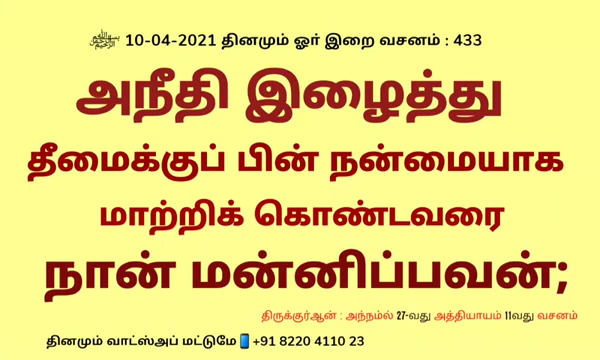 ﷽ 10-04-2021 தினமும் ஓர் இறை வசனம் : 433
அநீதி இழைத்து
தீமைக்குப் பின் நன்மையாக
மாற்றிக் கொண்டவரை
நான் மன்னிப்பவன்;
திருக்குர்ஆன் : அந்நம்ல் 27-வது அத்தியாயம் 11வது வசனம்
தினமும் வாட்ஸ்அப் மட்டுமே📱+91 8220 4110 23